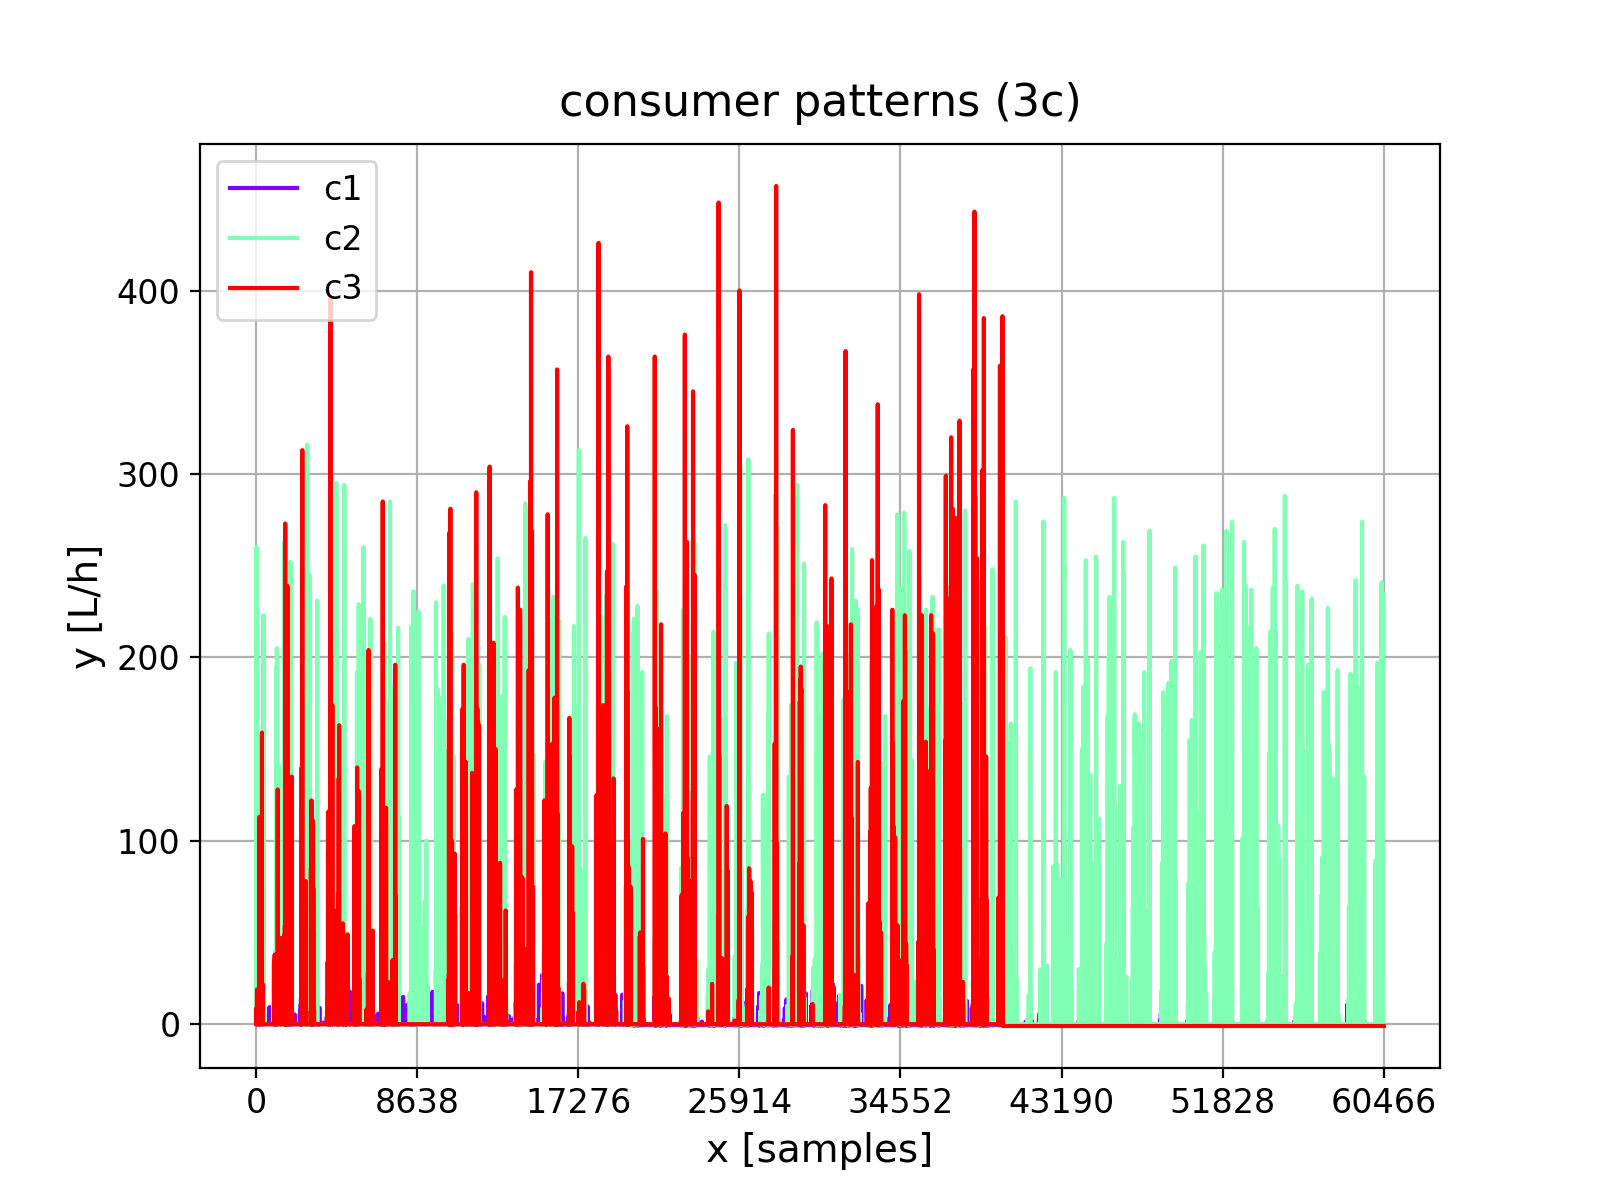 consumer patterns (3c)
c1
c2
c3
400
300
200
100
0
y [L/h]
0 8638 17276 25914 34552 43190 51828 60466
x [samples]